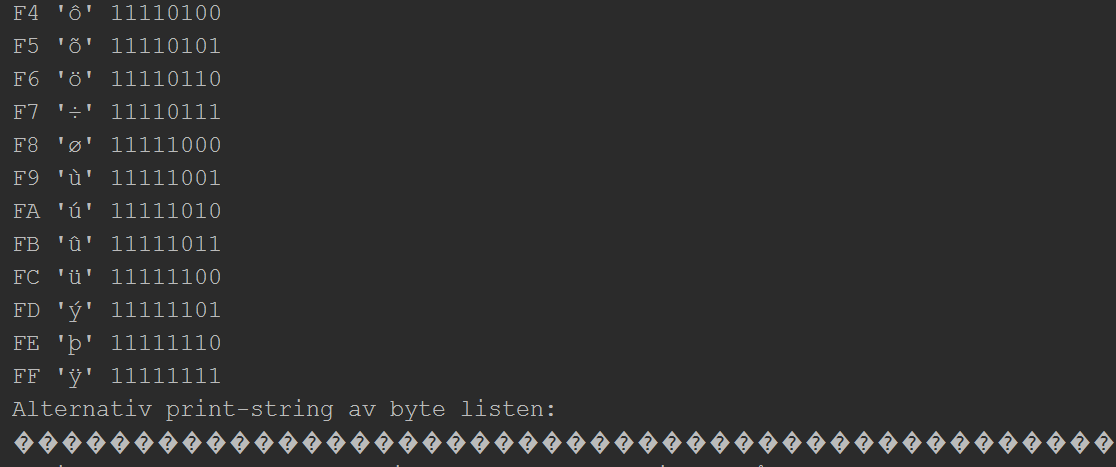 F4 'ô' 11110100
F5 'õ' 11110101
F6 'ö' 11110110
F7 '÷' 11110111
F8 'ø' 11111000
F9 'ù' 11111001
FA 'ú' 11111010
FB 'û' 11111011
FC 'ü' 11111100
FD 'ý' 11111101
FE 'þ' 11111110
FF 'ÿ' 11111111
Alternativ print-string av byte listen:
����������������������������������������������